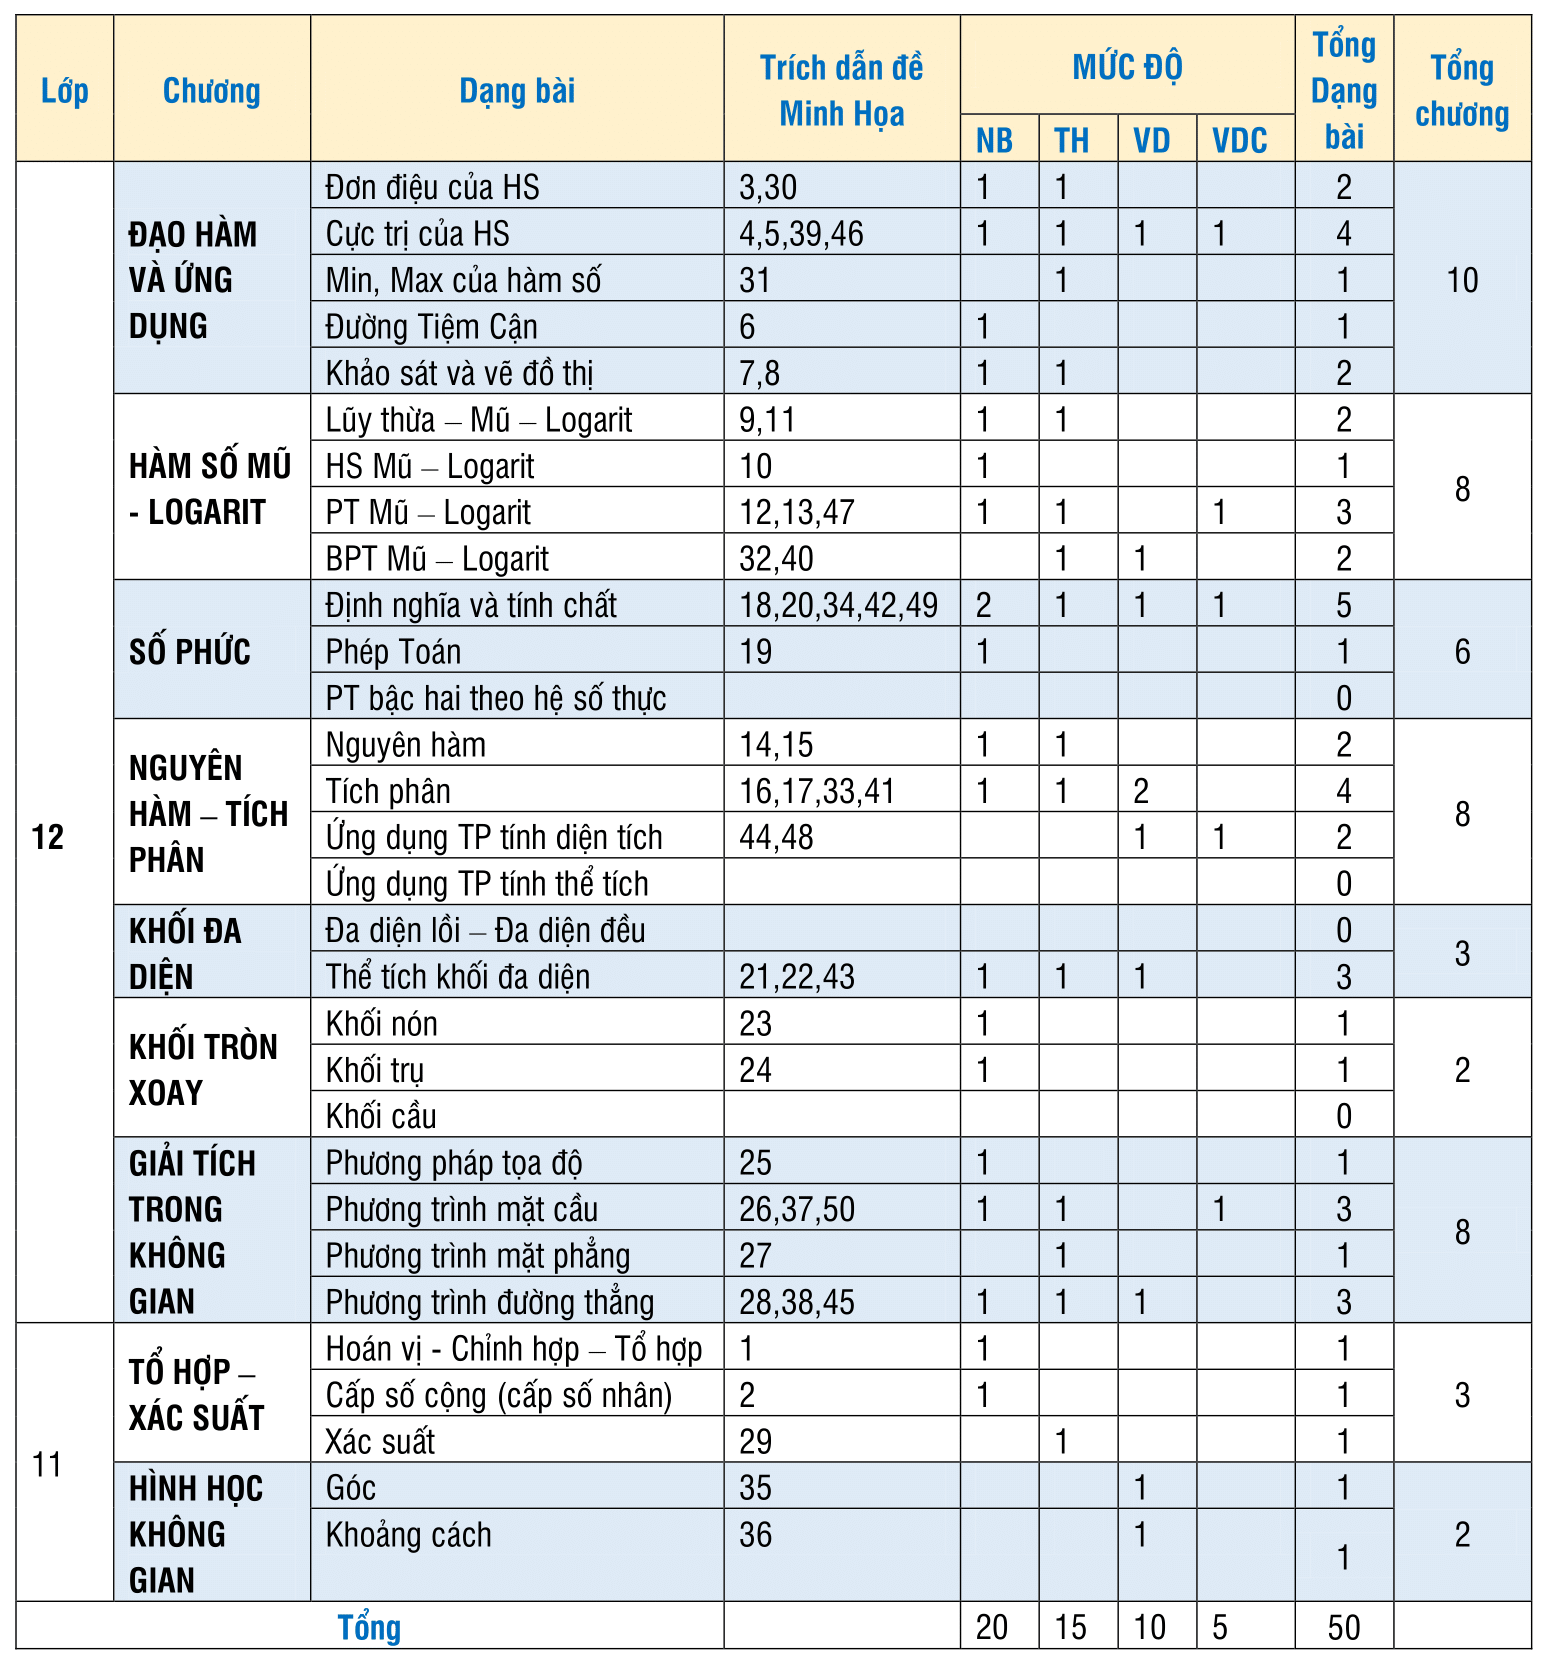 Lớp Chương Dạng bài Trích dẫn đề Minh Họa MỨC ĐỘ Tổng Dạng bài Tổng chương
NB TH VD VDC
12
ĐẠO HÀM VÀ ỨNG DỤNG
Đơn điệu của HS 3,30 1 1 2
Cực trị của HS 4,5,39,46 1 1 1 1 4
Min, Max của hàm số 31 1 1
Đường Tiệm Cận 6 1 1
Khảo sát và vẽ đồ thị 7,8 1 1 2
10
HÀM SỐ MŨ - LOGARIT
Lũy thừa – Mũ – Logarit 9,11 1 1 2
HS Mũ – Logarit 10 1 1
PT Mũ – Logarit 12,13,47 1 1 1 3
BPT Mũ – Logarit 32,40 1 1 2
8
SỐ PHỨC
Định nghĩa và tính chất 18,20,34,42,49 2 1 1 1 5
Phép Toán 19 1 1
PT bậc hai theo hệ số thực 0
6
NGUYÊN HÀM – TÍCH PHÂN
Nguyên hàm 14,15 1 1 2
Tích phân 16,17,33,41 1 1 2 4
Ứng dụng TP tính diện tích 44,48 1 1 2
Ứng dụng TP tính thể tích 0
8
KHỐI ĐA DIỆN
Đa diện lồi – Đa diện đều 0
Thể tích khối đa diện 21,22,43 1 1 1 3
3
KHỐI TRÒN XOAY
Khối nón 23 1 1
Khối trụ 24 1 1
Khối cầu 0
2
GIẢI TÍCH TRONG KHÔNG GIAN
Phương pháp tọa độ 25 1 1
Phương trình mặt cầu 26,37,50 1 1 1 3
Phương trình mặt phẳng 27 1 1
Phương trình đường thẳng 28,38,45 1 1 1 3
8
11
TỔ HỢP – XÁC SUẤT
Hoán vị - Chỉnh hợp – Tổ hợp 1 1 1
Cấp số cộng (cấp số nhân) 2 1 1
Xác suất 29 1 1
3
HÌNH HỌC KHÔNG GIAN
Góc 35 1 1
Khoảng cách 36 1 1
2
Tổng 20 15 10 5 50